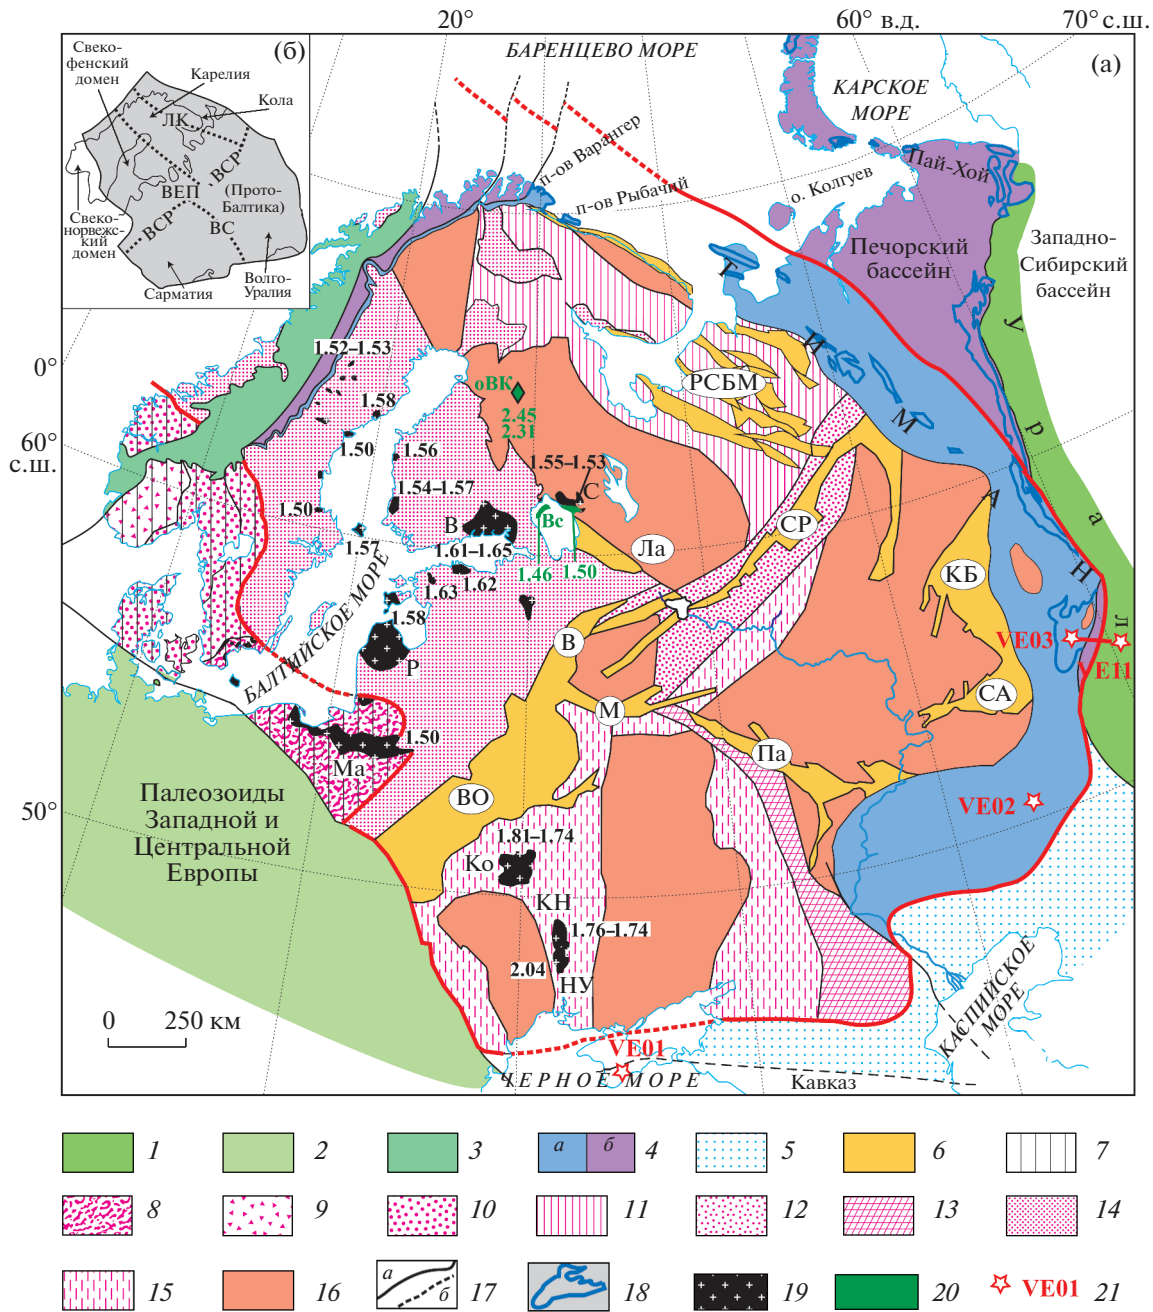 20°
60° в.д.
70° с.ш.
БАРЕНЦЕВО МОРЕ
(б)
(а)
Свеко-
фенский
домен
Карелия
Кола
ЛК
ВСР
ВЕП
(Прото-
Балтика)
ВСР
ВС
Свеко-
норвежс-
кий
домен
Сарматия
Волго-
Уралия
КАРСКОЕ
МОРЕ
п-ов Варангер
п-ов Рыбачий
о. Колгуев
Пай-Хой
Печорский
бассейн
Западно-
Сибирский
бассейн
Т
И
М
А
Н
У
р
а
л
0°
60°
с.ш.
50°
1.52–1.53
1.58
1.50
1.56
1.54–1.57
1.50
1.57
В
1.61–1.65
1.62
1.63
1.58
Р
оВК
2.45
2.31
1.55–1.53
С
Вс
1.46
1.50
РСБМ
СР
Ла
КБ
СА
В
М
Па
ВО
БАЛТИЙСКОЕ МОРЕ
1.50
Ма
VE03
VE11
VE02
Палеозоиды
Западной и
Центральной
Европы
1.81–1.74
Ко
КН
1.76–1.74
2.04
НУ
0 250 км
VE01
ЧЕРНОЕ МОРЕ
Кавказ
КАСПИЙСКОЕ
МОРЕ
1 2 3 а б 4 5 6 7
8 9 10 11 12 13 14
15 16 а б 17 18 19 20 VE01 21